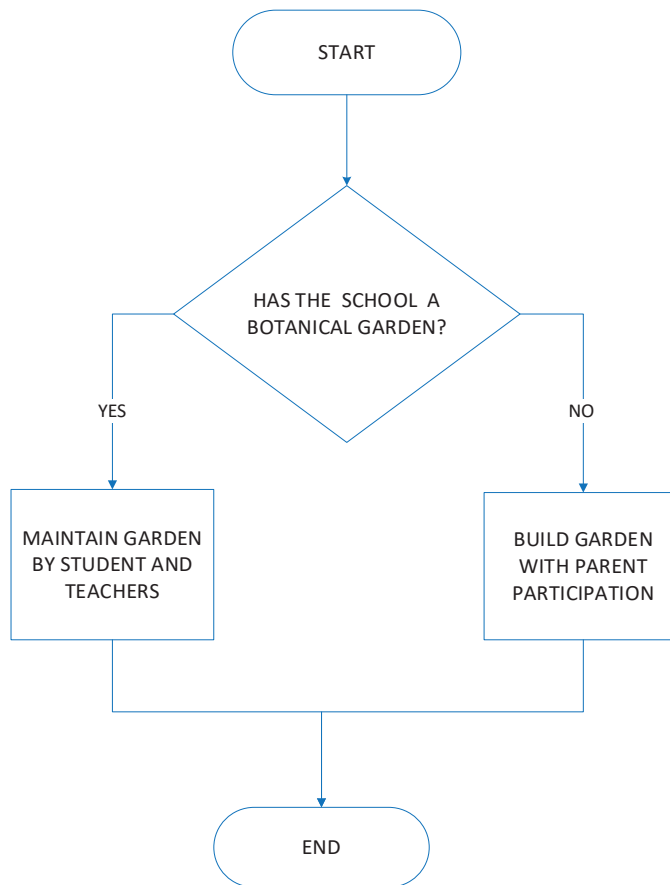 START
HAS THE SCHOOL A
BOTANICAL GARDEN?
YES
NO
MAINTAIN GARDEN
BY STUDENT AND
TEACHERS
BUILD GARDEN
WITH PARENT
PARTICIPATION
END